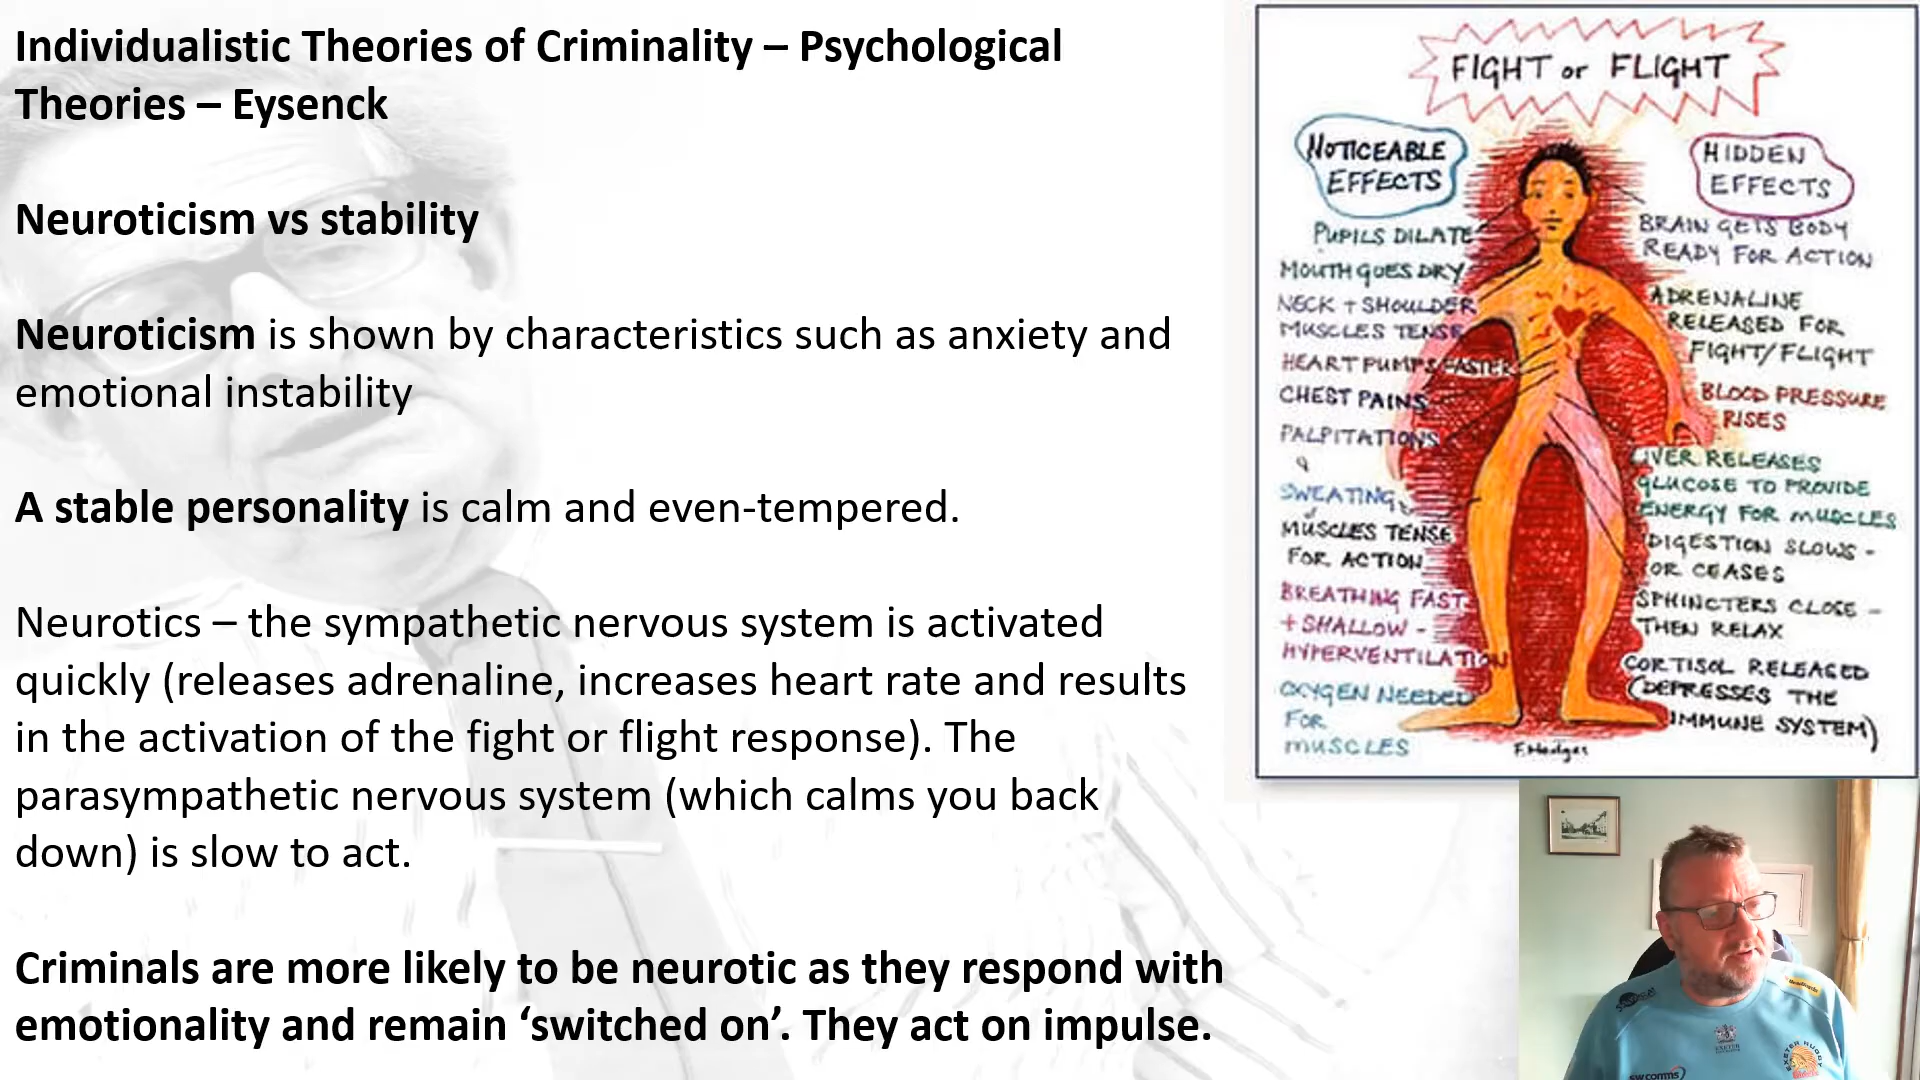 Individualistic Theories of Criminality – Psychological
Theories – Eysenck
Neuroticism vs stability
Neuroticism is shown by characteristics such as anxiety and
emotional instability
A stable personality is calm and even-tempered.
Neurotics – the sympathetic nervous system is activated
quickly (releases adrenaline, increases heart rate and results
in the activation of the fight or flight response). The
parasympathetic nervous system (which calms you back
down) is slow to act.
Criminals are more likely to be neurotic as they respond with
emotionality and remain ‘switched on’. They act on impulse.
FIGHT or FLIGHT
NOTICEABLE
EFFECTS
PUPILS DILATE
MOUTH GOES DRY
NECK + SHOULDER
MUSCLES TENSE
HEART PUMPS FASTER
CHEST PAINS
PALPITATIONS
SWEATING
MUSCLES TENSE
FOR ACTION
BREATHING FAST
+ SHALLOW -
HYPERVENTILATION
OXYGEN NEEDED
FOR
MUSCLES
HIDDEN
EFFECTS
BRAIN GETS BODY
READY FOR ACTION
ADRENALINE
RELEASED FOR
FIGHT/FLIGHT
BLOOD PRESSURE
RISES
LIVER RELEASES
GLUCOSE TO PROVIDE
ENERGY FOR MUSCLES
DIGESTION SLOWS -
OR CEASES
SPHINCTERS CLOSE -
THEN RELAX
CORTISOL RELEASED
(DEPRESSES THE
IMMUNE SYSTEM)
F. Hedges
EXETER
EXETER RUGBY
swcomms